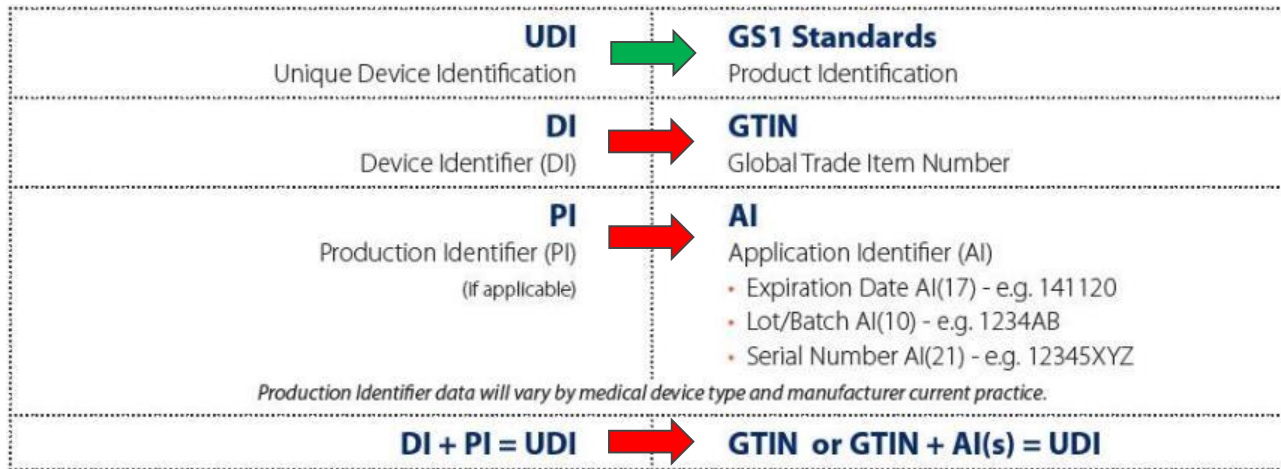 UDI
Unique Device Identification
GS1 Standards
Product Identification
DI
Device Identifier (DI)
GTIN
Global Trade Item Number
PI
Production Identifier (PI)
(if applicable)
AI
Application Identifier (AI)
• Expiration Date AI(17) - e.g. 141120
• Lot/Batch AI(10) - e.g. 1234AB
• Serial Number AI(21) - e.g. 12345XYZ
Production Identifier data will vary by medical device type and manufacturer current practice.
DI + PI = UDI
GTIN or GTIN + AI(s) = UDI